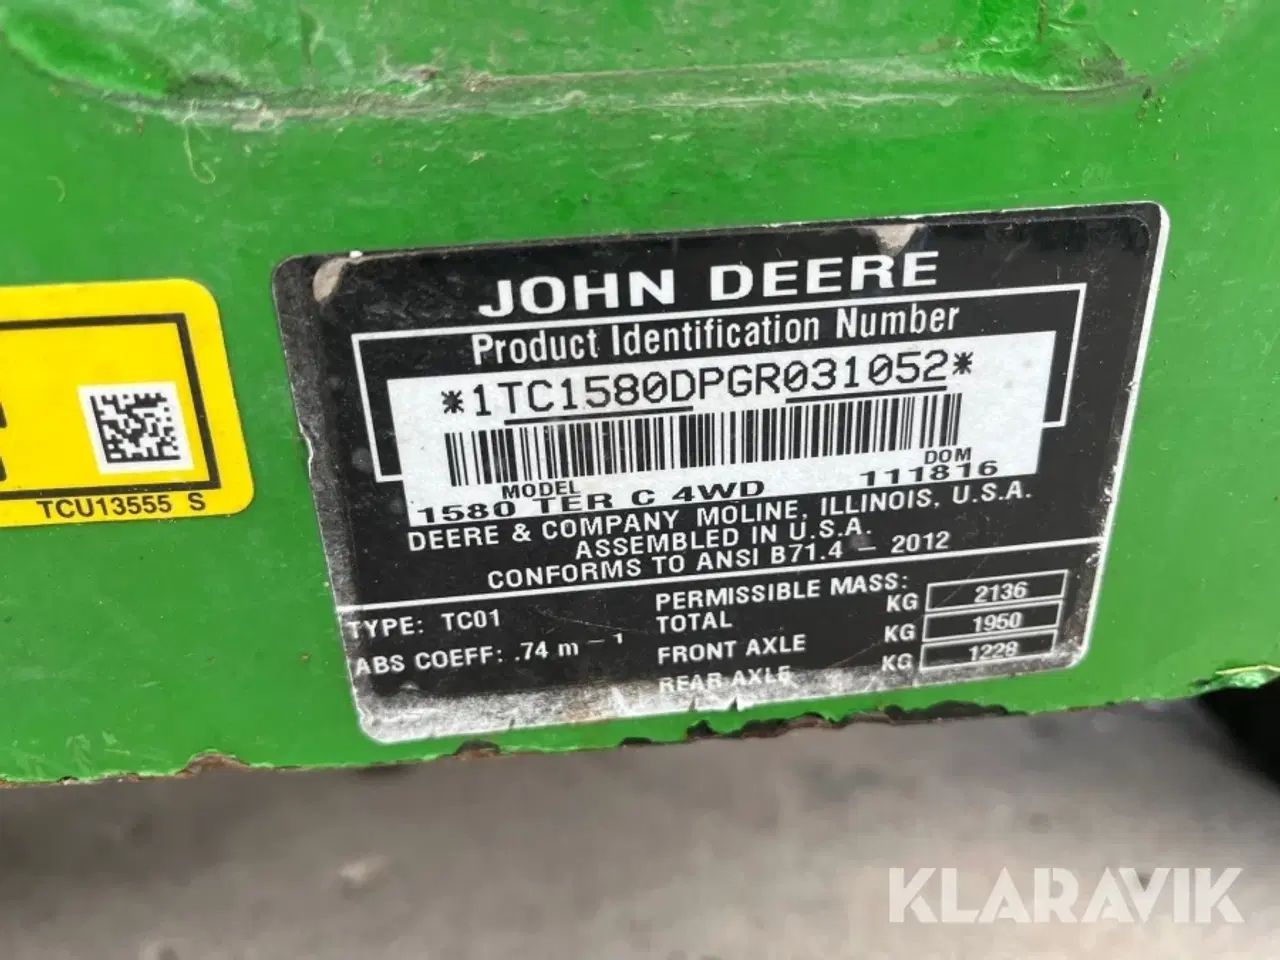 JOHN DEERE
Product Identification Number
*1TC1580DPGR031052*
MODEL DOM
1580 TER C 4WD 111816
DEERE & COMPANY MOLINE, ILLINOIS, U.S.A.
ASSEMBLED IN U.S.A.
CONFORMS TO ANSI B71.4 – 2012
TYPE: TC01
ABS COEFF: .74 m – 1
PERMISSIBLE MASS:
TOTAL KG 2136
FRONT AXLE KG 1950
REAR AXLE KG 1228
TCU13555 S
KLARAVIK